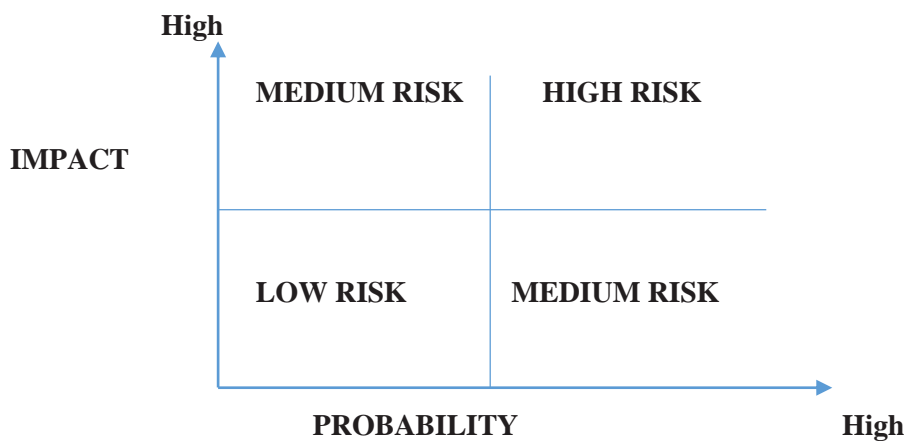 High
MEDIUM RISK HIGH RISK
IMPACT
LOW RISK MEDIUM RISK
PROBABILITY High